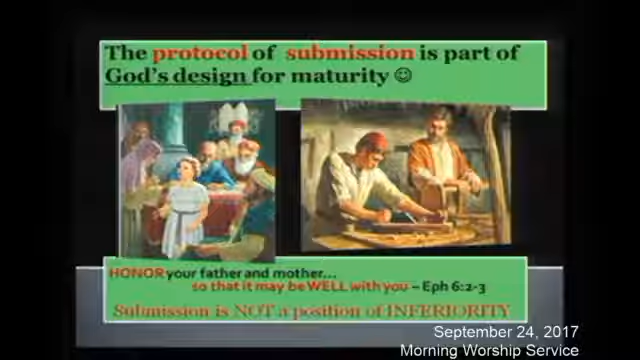 The protocol of submission is part of
God's design for maturity ☺
HONOR your father and mother...
so that it may be WELL with you – Eph 6:2-3
Submission is NOT a position of INFERIORITY
September 24, 2017
Morning Worship Service